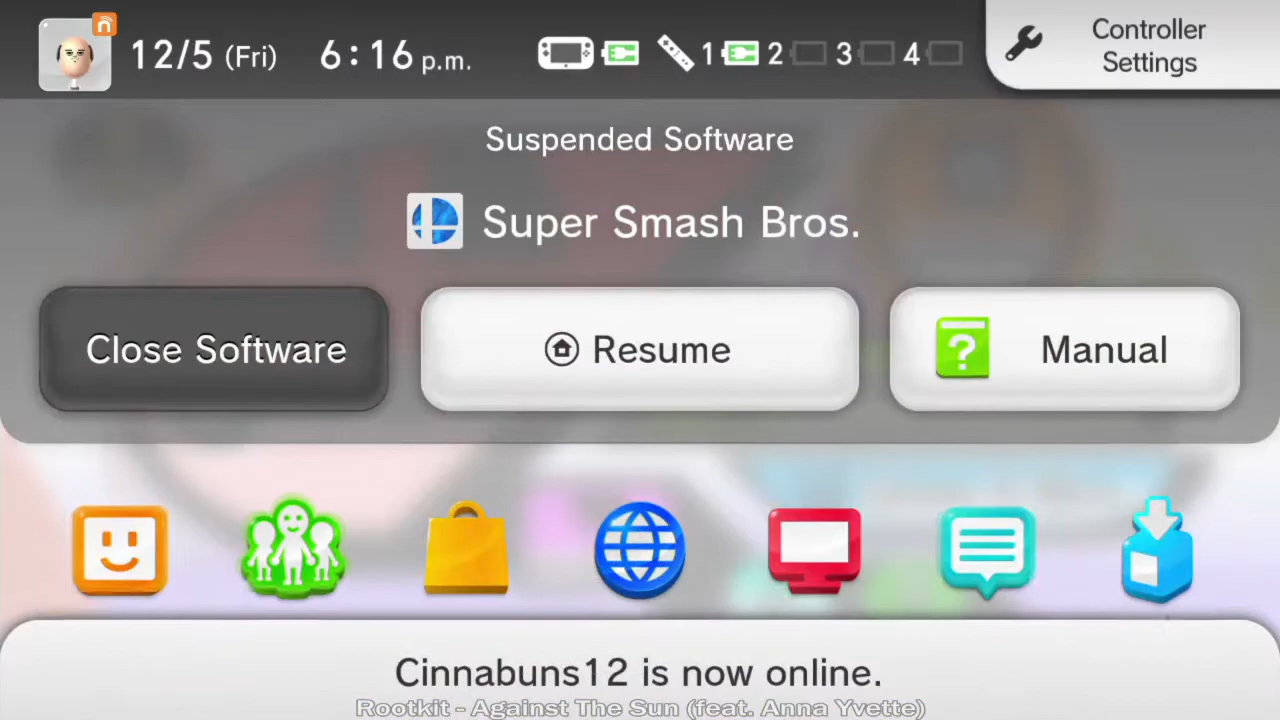 12/5 (Fri) 6:16 p.m. 1 2 3 4
Controller
Settings
Suspended Software
Super Smash Bros.
Close Software
Resume
Manual
Cinnabuns12 is now online.
Rootkit - Against The Sun (feat. Anna Yvette)